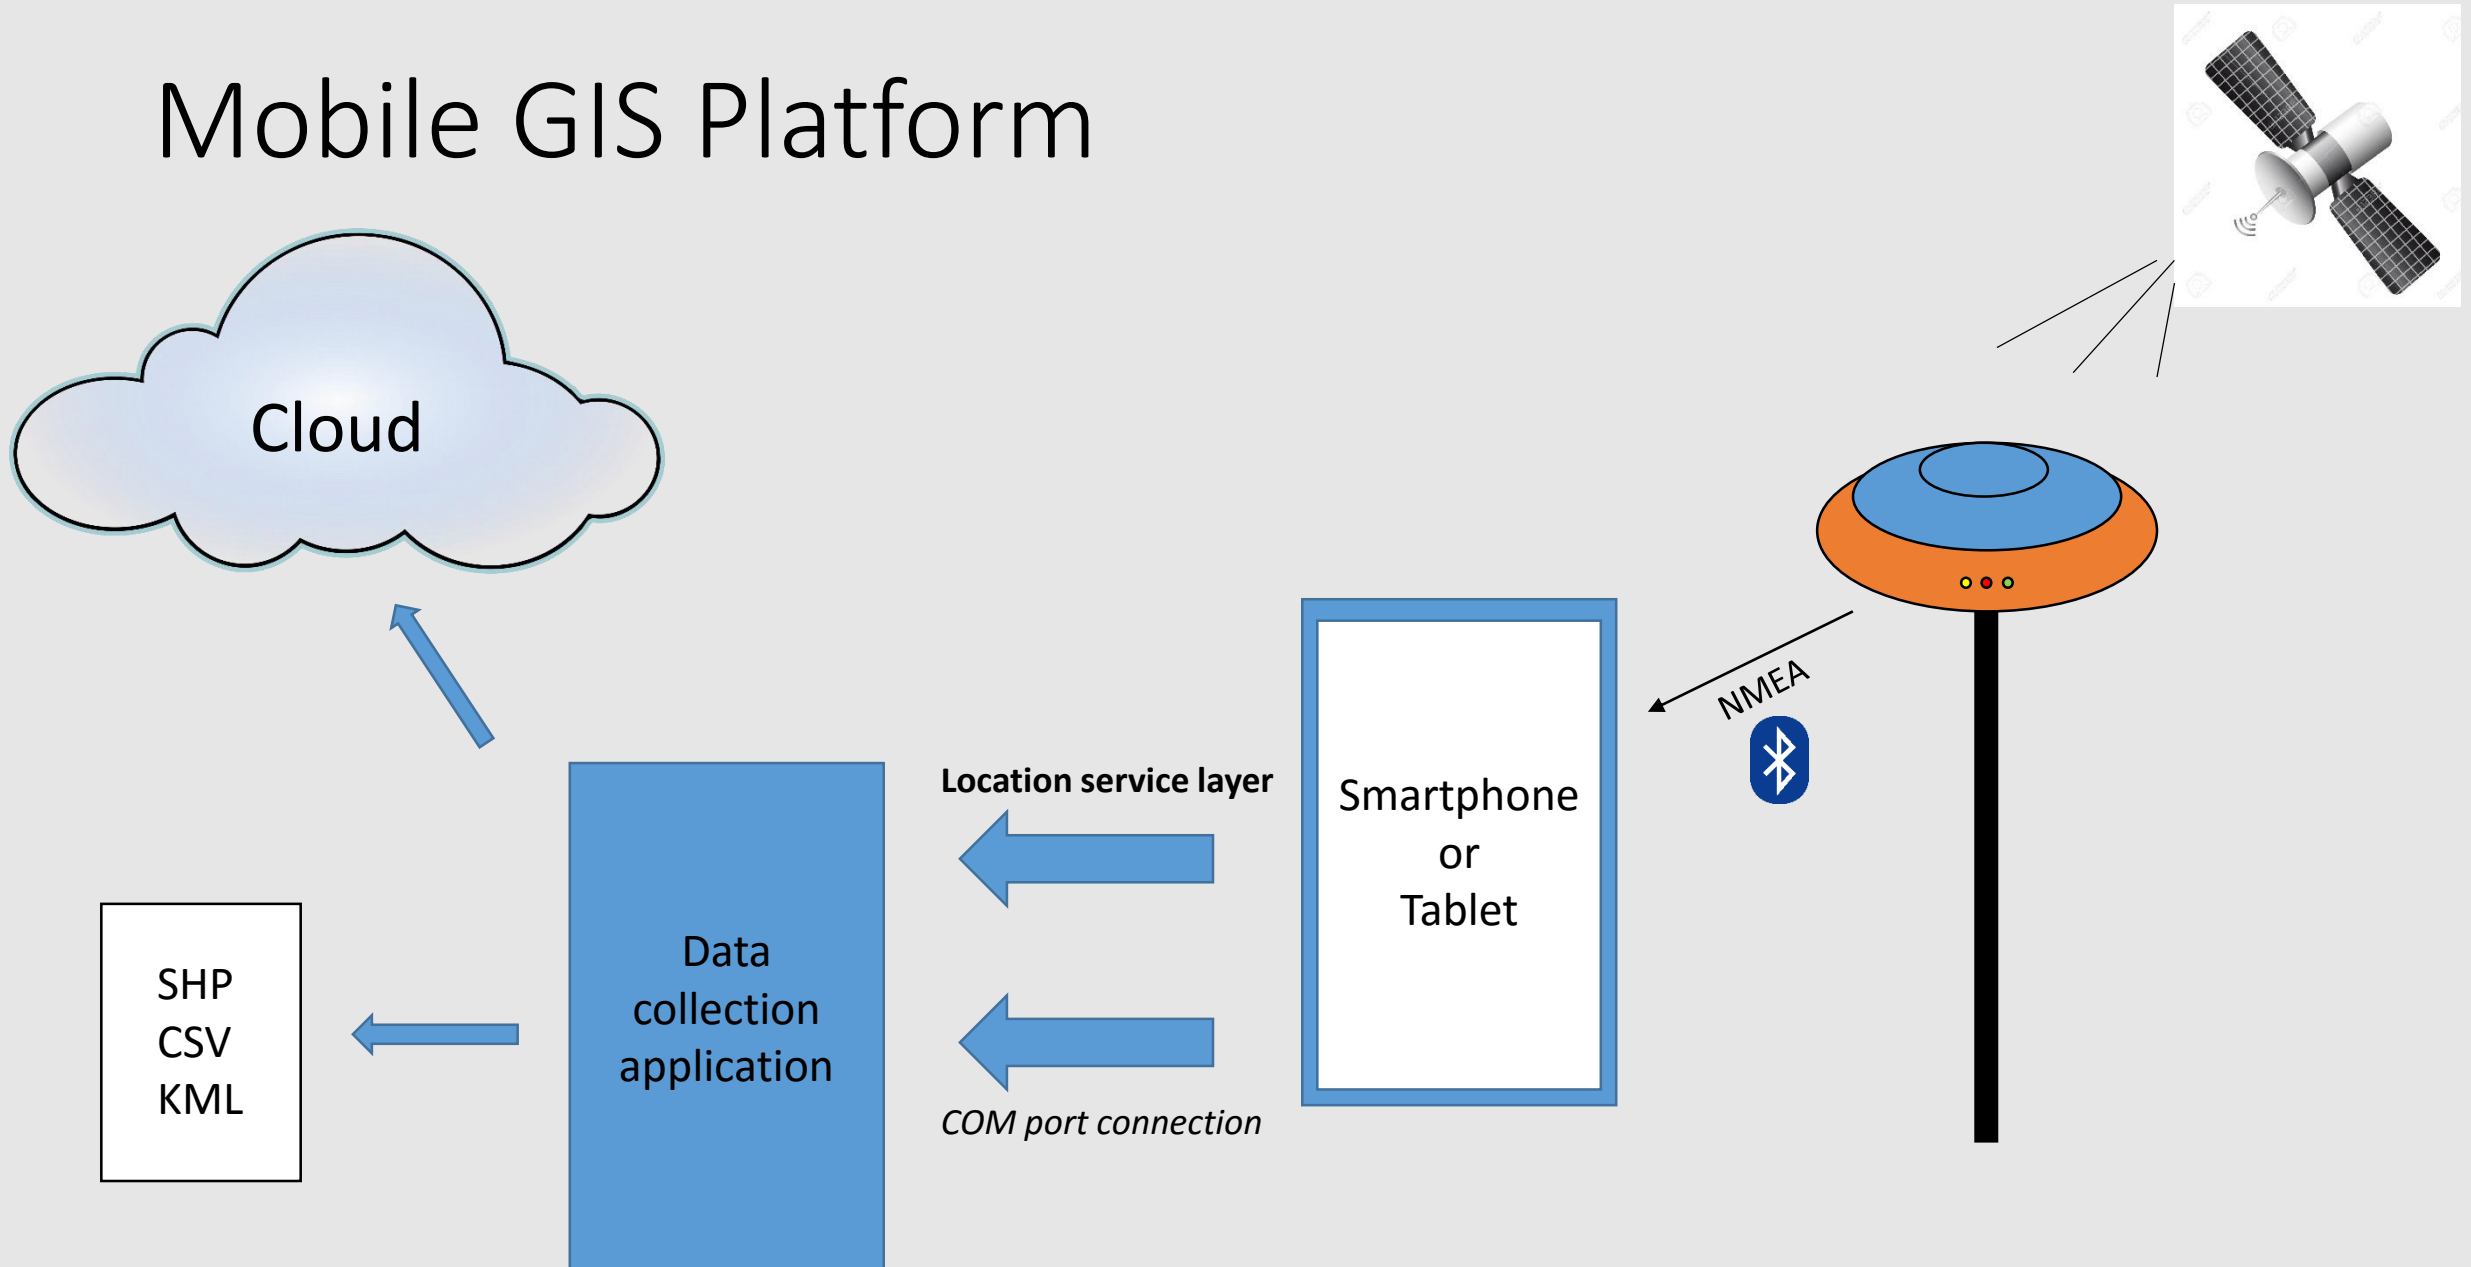 Mobile GIS Platform
Cloud
NMEA
Location service layer
Smartphone
or
Tablet
Data
collection
application
SHP
CSV
KML
COM port connection